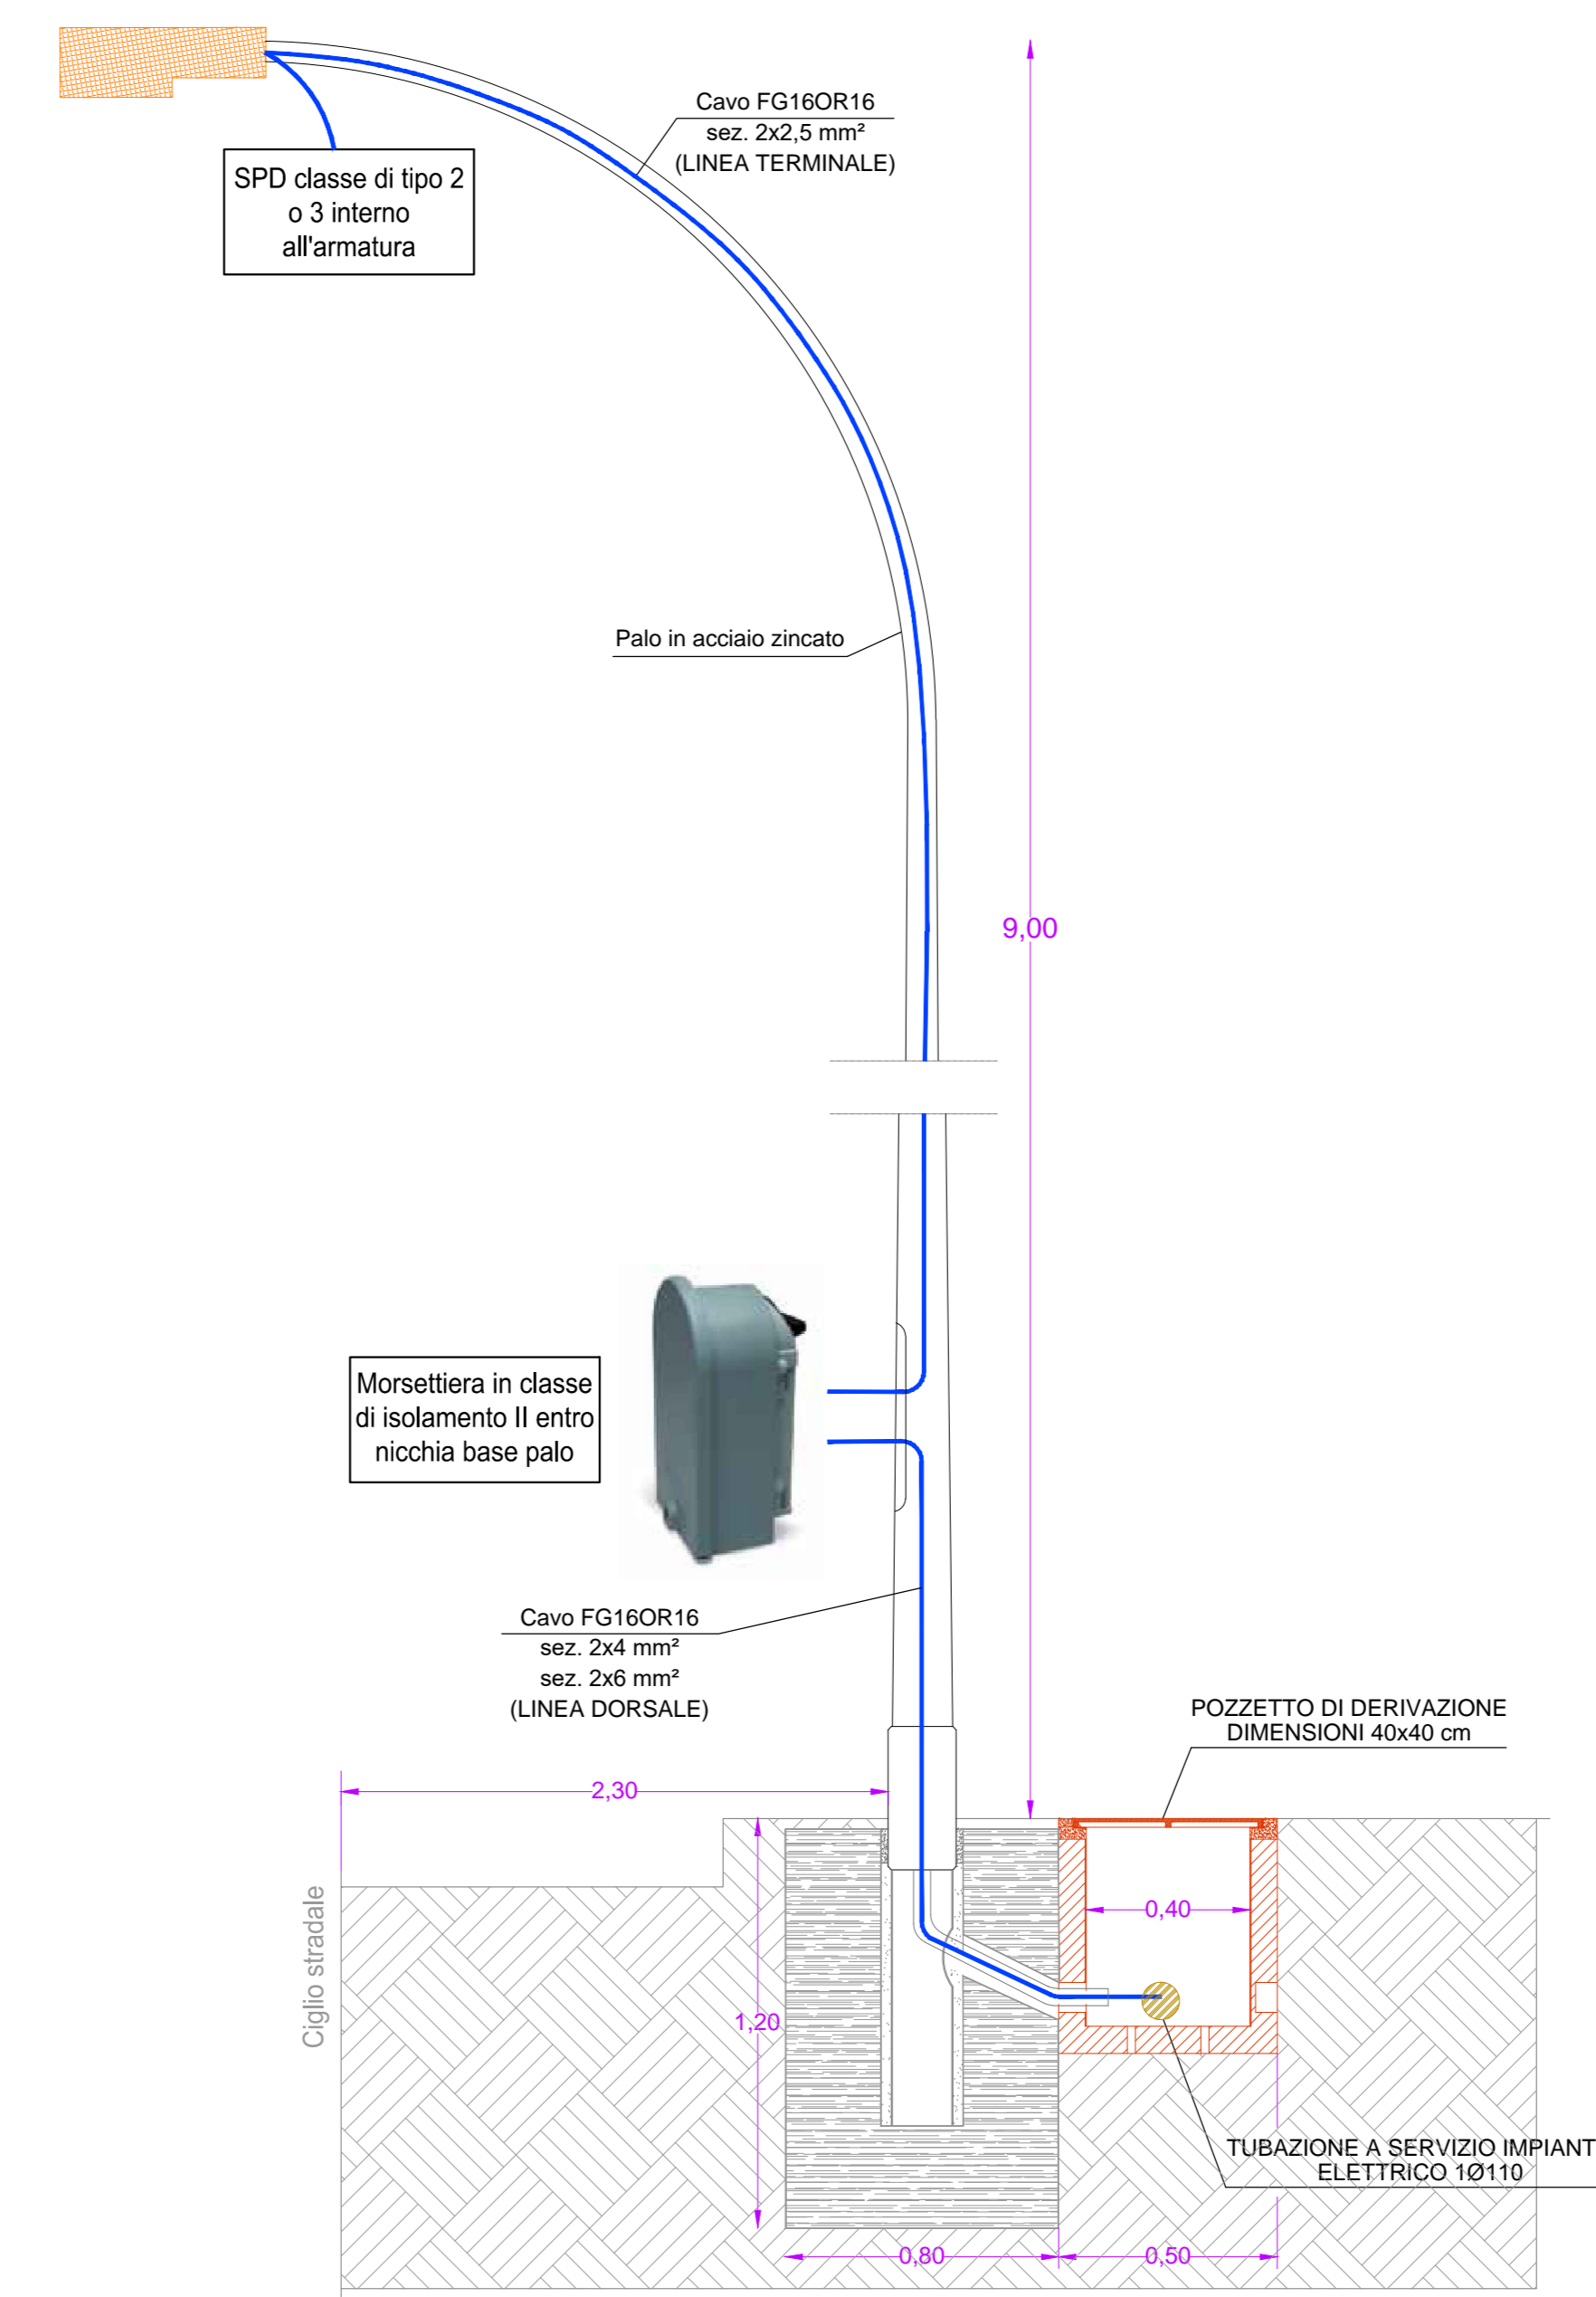 Cavo FG16OR16
sez. 2x2,5 mm²
(LINEA TERMINALE)
SPD classe di tipo 2
o 3 interno
all'armatura
Palo in acciaio zincato
9,00
Morsettiera in classe
di isolamento II entro
nicchia base palo
Cavo FG16OR16
sez. 2x4 mm²
sez. 2x6 mm²
(LINEA DORSALE)
POZZETTO DI DERIVAZIONE
DIMENSIONI 40x40 cm
2,30
0,40
Ciglio stradale
1,20
TUBAZIONE A SERVIZIO IMPIANT
ELETTRICO 1Ø110
0,80
0,50